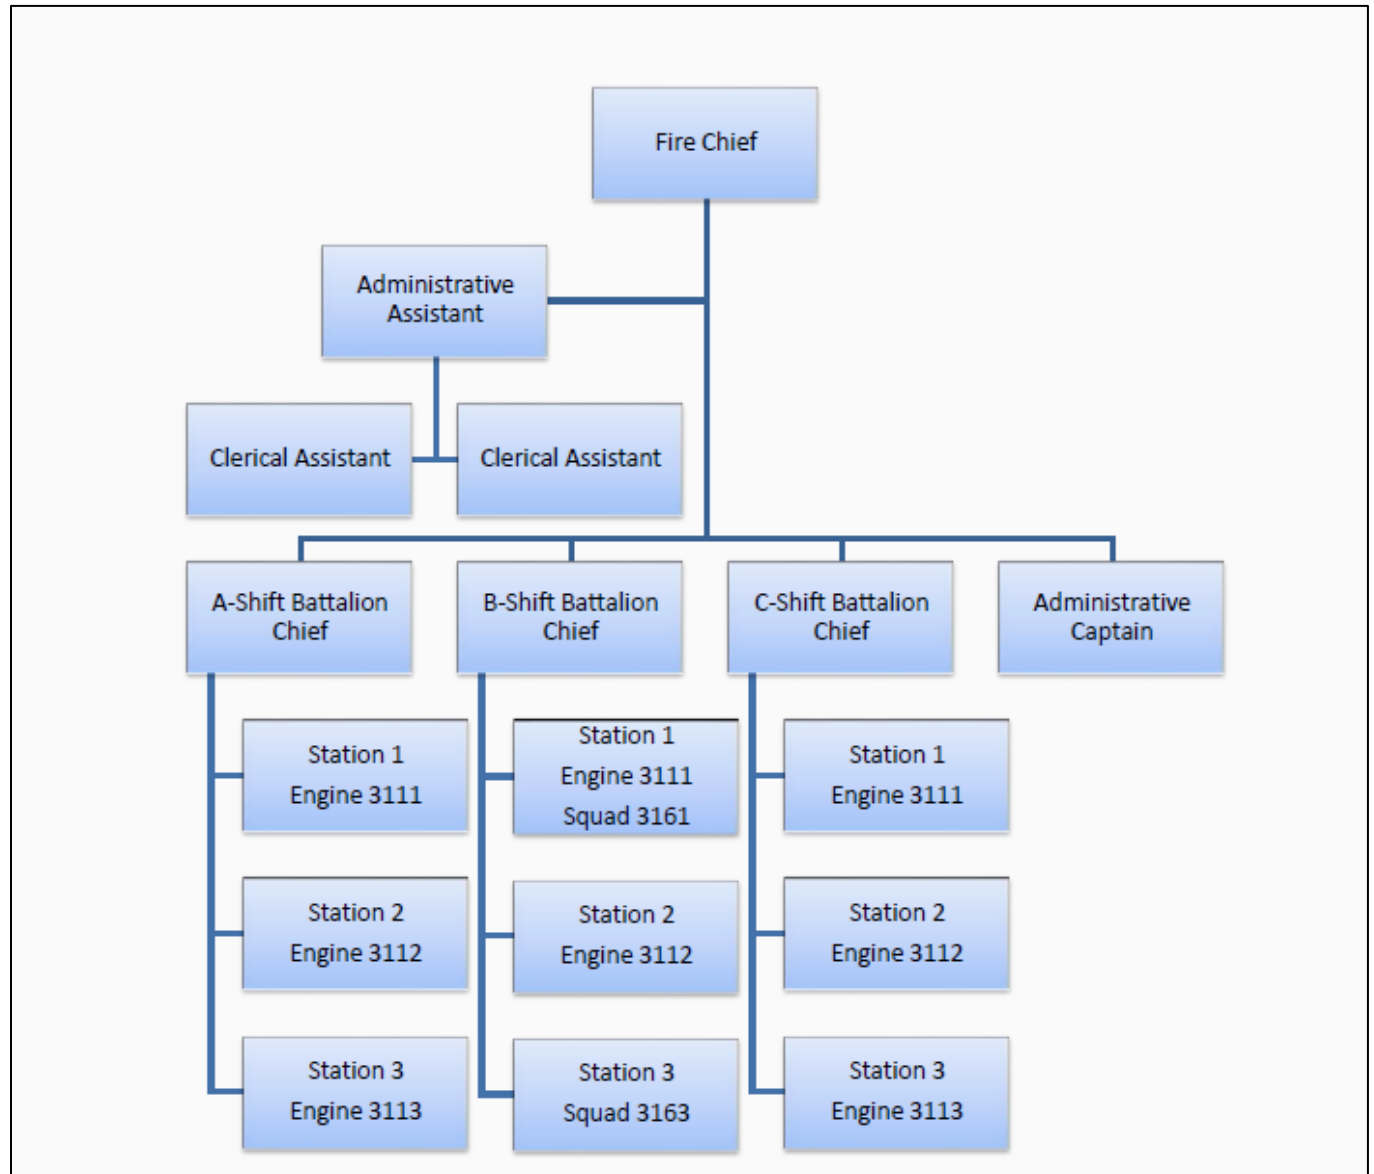 Fire Chief
Administrative
Assistant
Clerical Assistant
Clerical Assistant
A-Shift Battalion
Chief
B-Shift Battalion
Chief
C-Shift Battalion
Chief
Administrative
Captain
Station 1
Engine 3111
Station 2
Engine 3112
Station 3
Engine 3113
Station 1
Engine 3111
Squad 3161
Station 2
Engine 3112
Station 3
Squad 3163
Station 1
Engine 3111
Station 2
Engine 3112
Station 3
Engine 3113